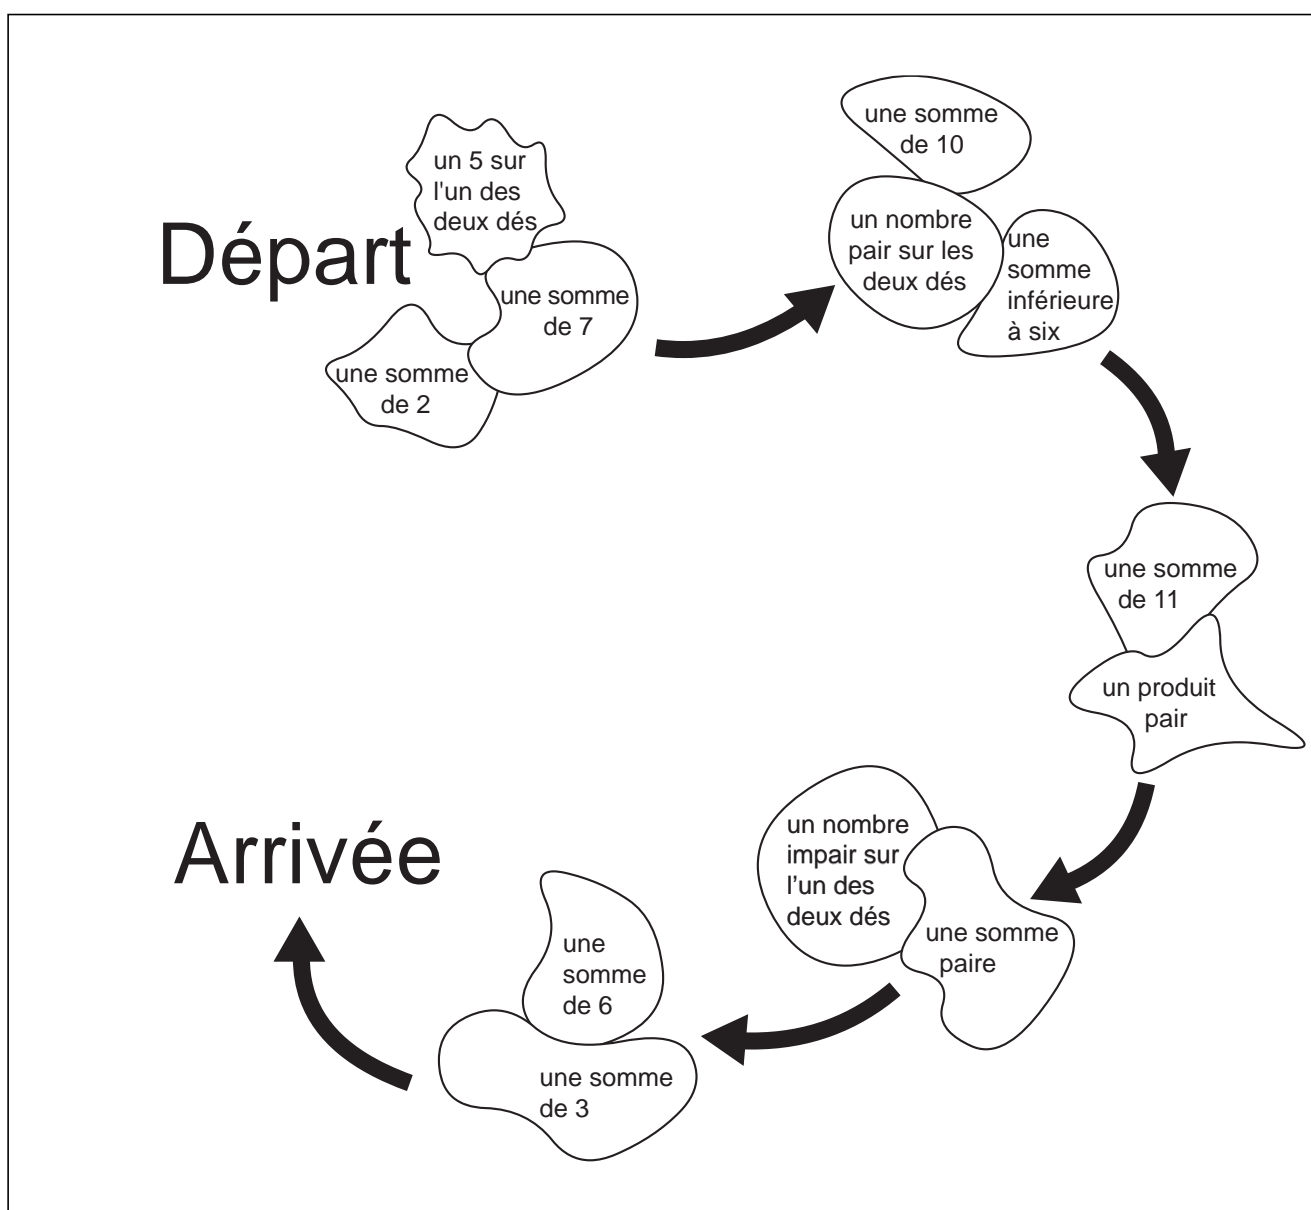 Départ
un 5 sur
l'un des
deux dés
une somme
de 7
une somme
de 2
une somme
de 10
un nombre
pair sur les
deux dés
une
somme
inférieure
à six
une somme
de 11
un produit
pair
un nombre
impair sur
l'un des
deux dés
une somme
paire
une
somme
de 6
une somme
de 3
Arrivée